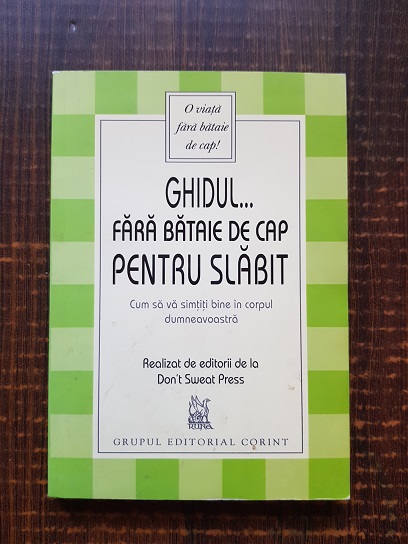 O viață
fără bătaie
de cap!
GHIDUL...
FĂRĂ BĂTAIE DE CAP
PENTRU SLĂBIT
Cum să vă simțiți bine în corpul
dumneavoastră
Realizat de editorii de la
Don't Sweat Press
RUNA
GRUPUL EDITORIAL CORINT